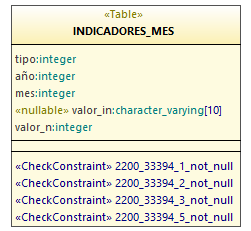 «Table»
INDICADORES_MES
tipo:integer
año:integer
mes:integer
«nullable» valor_in:character_varying[10]
valor_n:integer
«CheckConstraint» 2200_33394_1_not_null
«CheckConstraint» 2200_33394_2_not_null
«CheckConstraint» 2200_33394_3_not_null
«CheckConstraint» 2200_33394_5_not_null